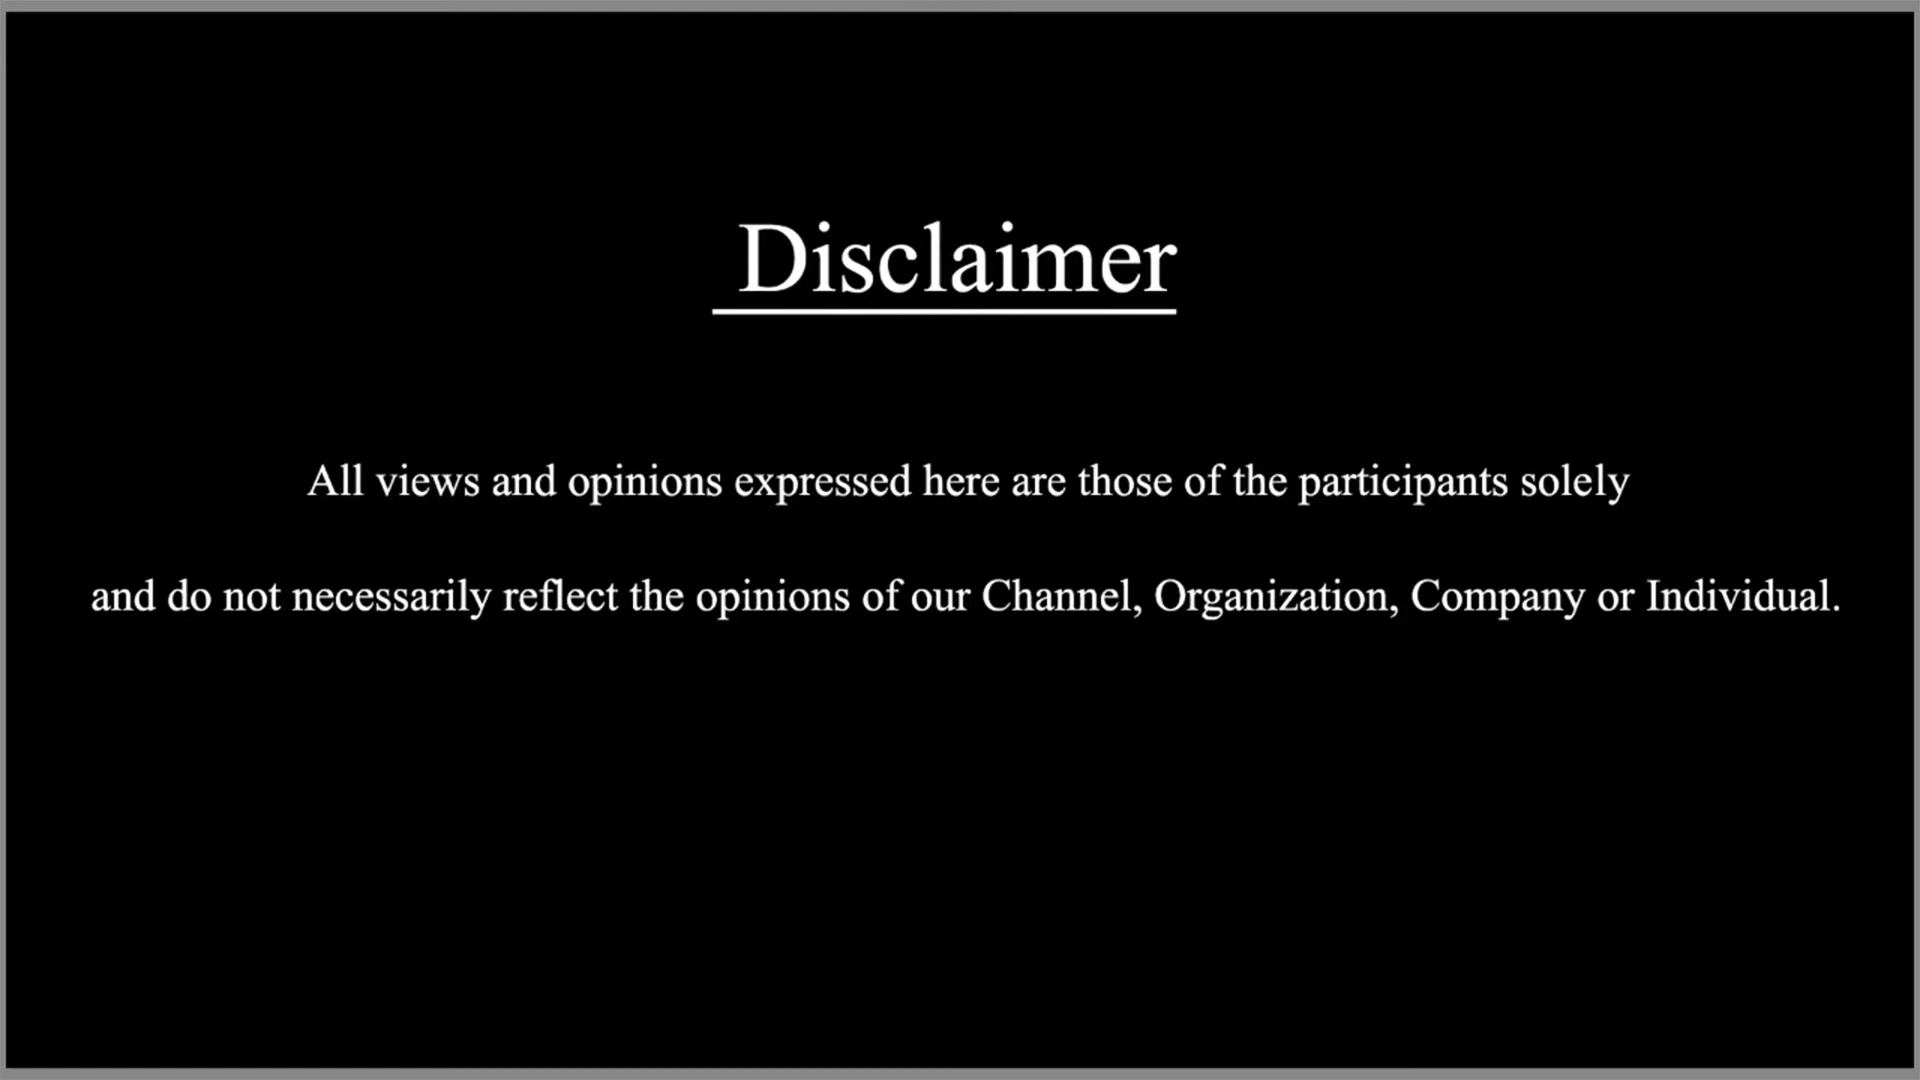 Disclaimer
All views and opinions expressed here are those of the participants solely
and do not necessarily reflect the opinions of our Channel, Organization, Company or Individual.